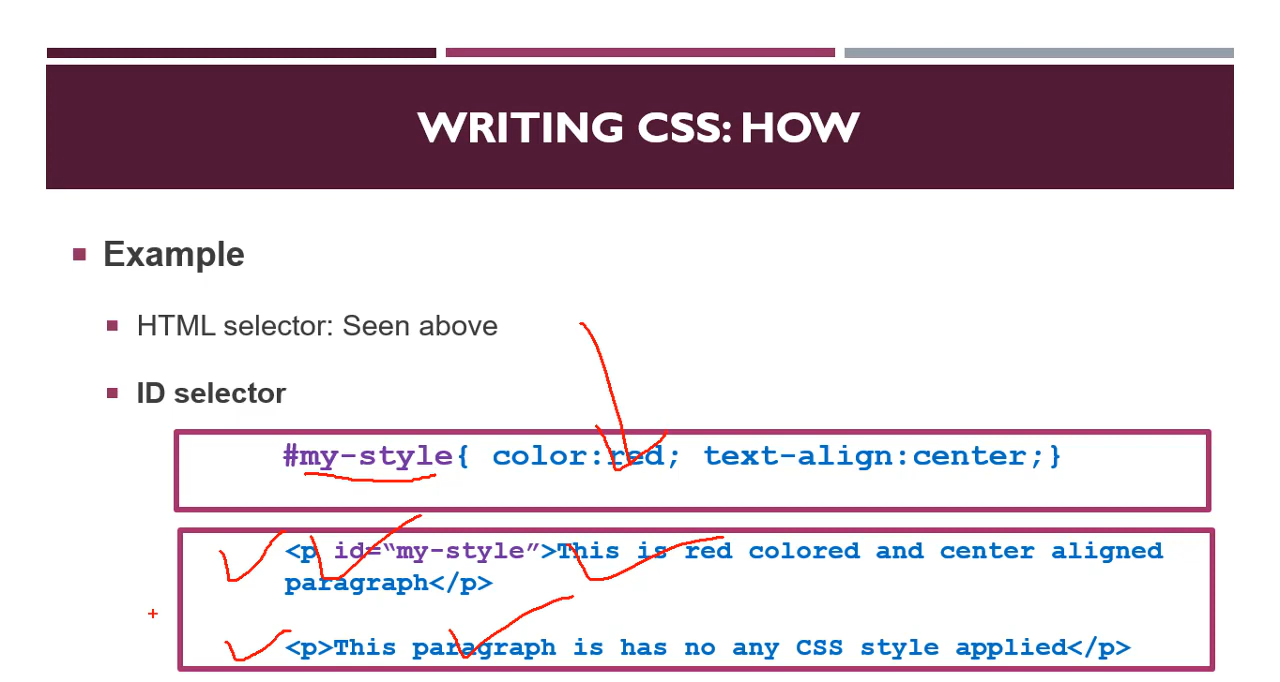 WRITING CSS: HOW
Example
HTML selector: Seen above
ID selector
#my-style{ color:red; text-align:center;}
<p id=“my-style”>This is red colored and center aligned
paragraph</p>
<p>This paragraph is has no any CSS style applied</p>